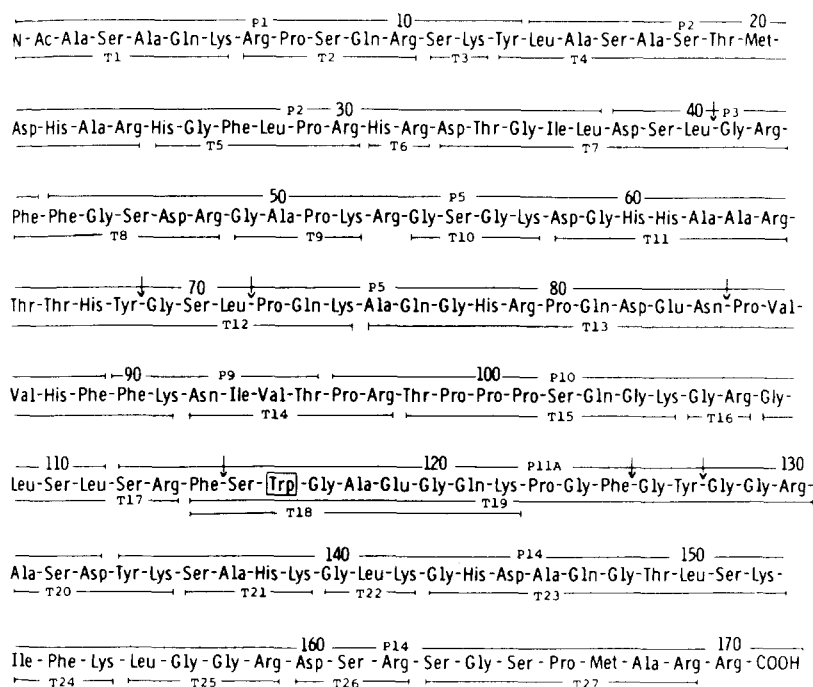 P1 10 P2 20
N-Ac-Ala-Ser-Ala-Gln-Lys-Arg-Pro-Ser-Gln-Arg-Ser-Lys-Tyr-Leu-Ala-Ser-Ala-Ser-Thr-Met-
T1 T2 T3 T4
P2 30 40 P3
Asp-His-Ala-Arg-His-Gly-Phe-Leu-Pro-Arg-His-Arg-Asp-Thr-Gly-Ile-Leu-Asp-Ser-Leu-Gly-Arg-
T5 T6 T7
50 P5 60
Phe-Phe-Gly-Ser-Asp-Arg-Gly-Ala-Pro-Lys-Arg-Gly-Ser-Gly-Lys-Asp-Gly-His-His-Ala-Ala-Arg-
T8 T9 T10 T11
70 P5 80
Thr-Thr-His-Tyr-Gly-Ser-Leu-Pro-Gln-Lys-Ala-Gln-Gly-His-Arg-Pro-Gln-Asp-Glu-Asn-Pro-Val-
T12 T13
90 P9 100 P10
Val-His-Phe-Phe-Lys-Asn-Ile-Val-Thr-Pro-Arg-Thr-Pro-Pro-Pro-Ser-Gln-Gly-Lys-Gly-Arg-Gly-
T14 T15 T16
110 120 P11A 130
Leu-Ser-Leu-Ser-Arg-Phe-Ser-Trp-Gly-Ala-Glu-Gly-Gln-Lys-Pro-Gly-Phe-Gly-Tyr-Gly-Gly-Arg-
T17 T18 T19
140 P14 150
Ala-Ser-Asp-Tyr-Lys-Ser-Ala-His-Lys-Gly-Leu-Lys-Gly-His-Asp-Ala-Gln-Gly-Thr-Leu-Ser-Lys-
T20 T21 T22 T23
160 P14 170
Ile-Phe-Lys-Leu-Gly-Gly-Arg-Asp-Ser-Arg-Ser-Gly-Ser-Pro-Met-Ala-Arg-Arg-COOH
T24 T25 T26 T27